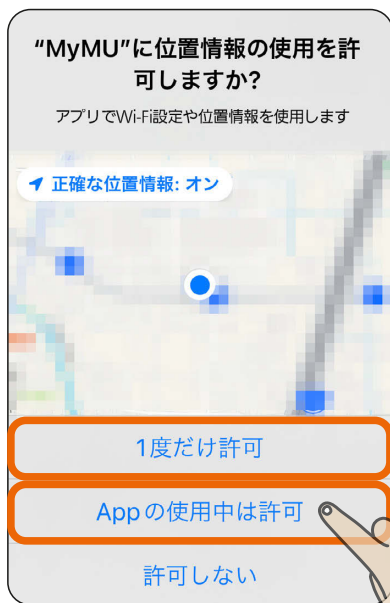 “MyMU”に位置情報の使用を許
可しますか?
アプリでWi-Fi設定や位置情報を使用します
正確な位置情報: オン
1度だけ許可
Appの使用中は許可
許可しない